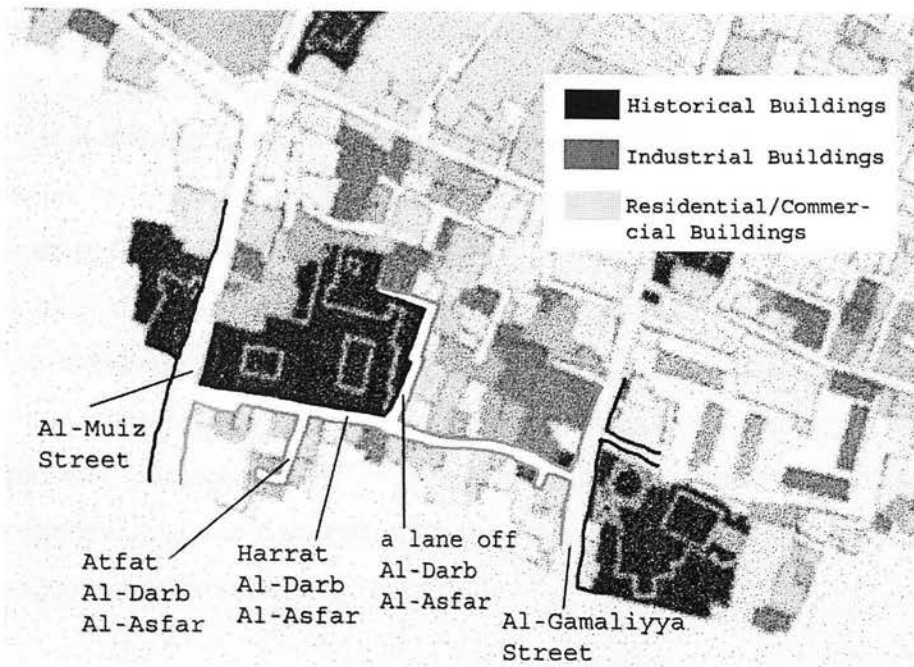 Historical Buildings
Industrial Buildings
Residential/Commer-
cial Buildings
Al-Muiz
Street
Atfat
Al-Darb
Al-Asfar
Harrat
Al-Darb
Al-Asfar
a lane off
Al-Darb
Al-Asfar
Al-Gamaliyya
Street